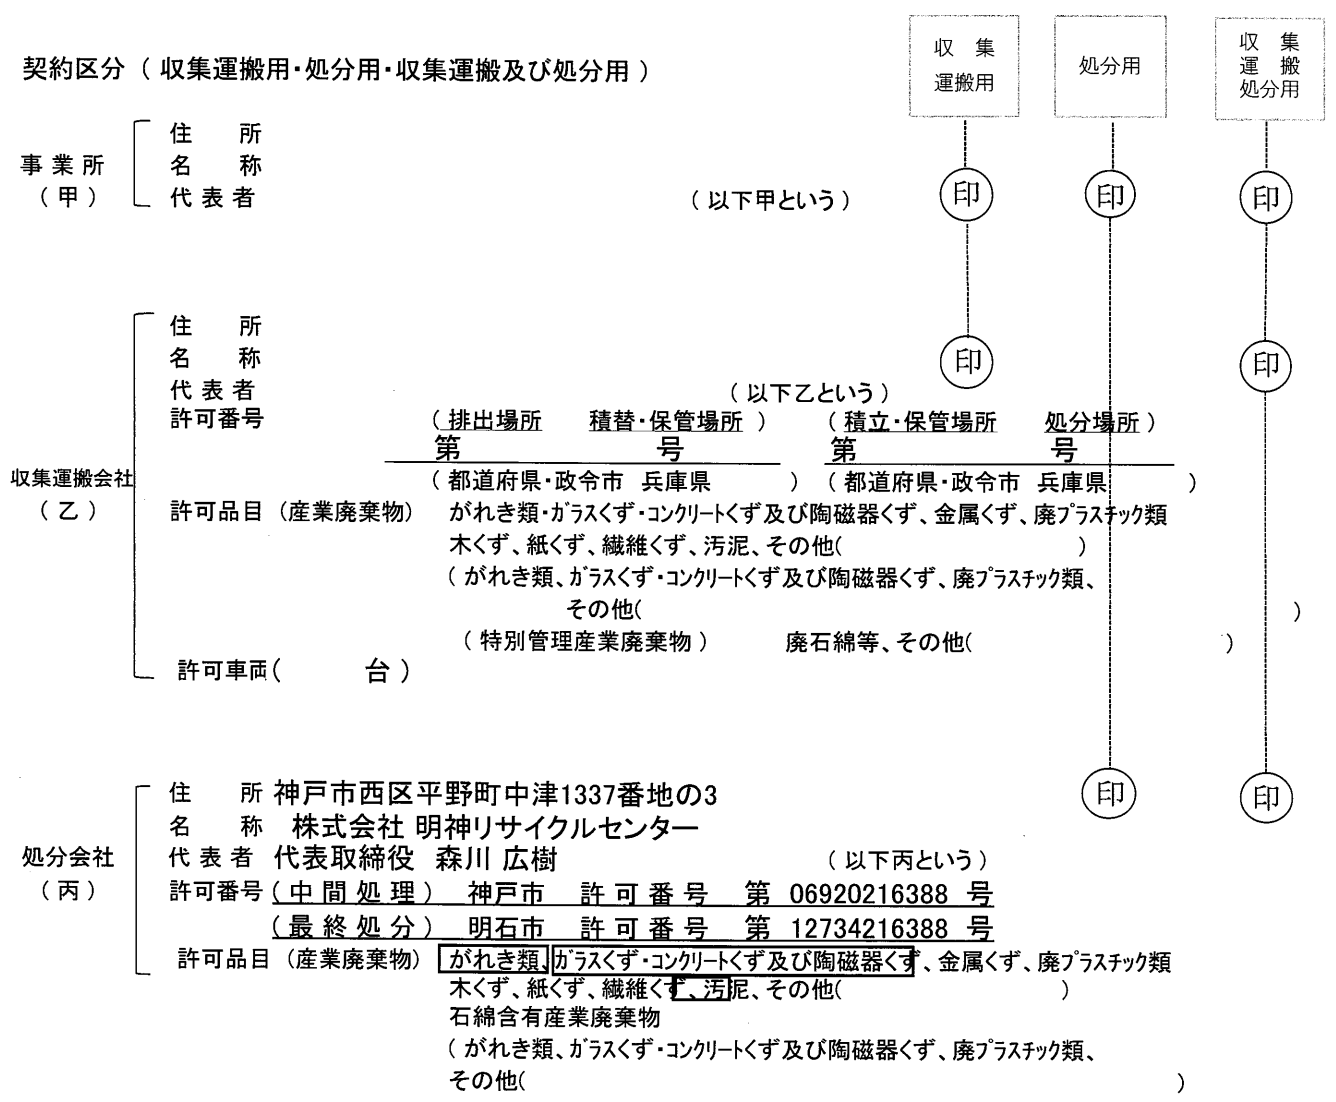 契約区分 ( 収集運搬用・処分用・収集運搬及び処分用 )
収 集
運搬用
処分用
収 集
運 搬
処分用
事業所
( 甲 )
住 所
名 称
代表者 ( 以下甲という ) 印 印 印
収集運搬会社
( 乙 )
住 所
名 称 印 印
代表者 ( 以下乙という )
許可番号 ( 排出場所 積替・保管場所 ) ( 積立・保管場所 処分場所 )
第 号 第 号
( 都道府県・政令市 兵庫県 ) ( 都道府県・政令市 兵庫県 )
許可品目 (産業廃棄物) がれき類・ガラスくず・コンクリートくず及び陶磁器くず、金属くず、廃プラスチック類
木くず、紙くず、繊維くず、汚泥、その他( )
( がれき類、ガラスくず・コンクリートくず及び陶磁器くず、廃プラスチック類、
その他( )
( 特別管理産業廃棄物 ) 廃石綿等、その他( )
許可車両( 台 )
処分会社
( 丙 )
住 所 神戸市西区平野町中津1337番地の3 印 印
名 称 株式会社 明神リサイクルセンター
代表者 代表取締役 森川 広樹 ( 以下丙という )
許可番号 ( 中間処理 ) 神戸市 許可番号 第 06920216388 号
( 最終処分 ) 明石市 許可番号 第 12734216388 号
許可品目 (産業廃棄物) がれき類、ガラスくず・コンクリートくず及び陶磁器くず、金属くず、廃プラスチック類
木くず、紙くず、繊維くず、汚泥、その他( )
石綿含有産業廃棄物
( がれき類、ガラスくず・コンクリートくず及び陶磁器くず、廃プラスチック類、
その他( )